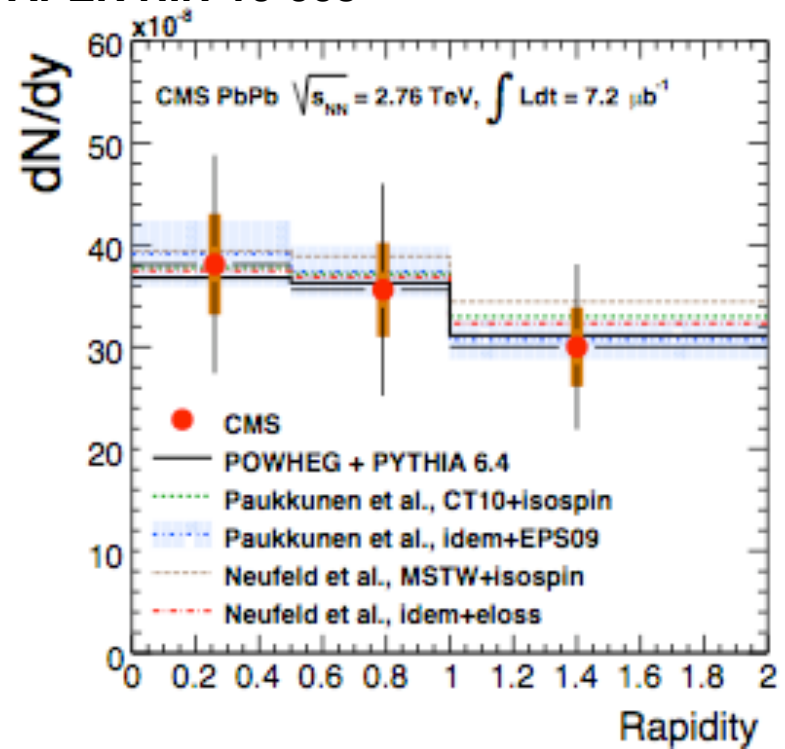 x10⁻⁸
60
dN/dy
CMS PbPb √s_NN = 2.76 TeV, ∫ Ldt = 7.2 μb⁻¹
50
40
30
CMS
20
POWHEG + PYTHIA 6.4
Paukkunen et al., CT10+isospin
Paukkunen et al., idem+EPS09
10
Neufeld et al., MSTW+isospin
Neufeld et al., idem+eloss
0
0 0.2 0.4 0.6 0.8 1 1.2 1.4 1.6 1.8 2
Rapidity